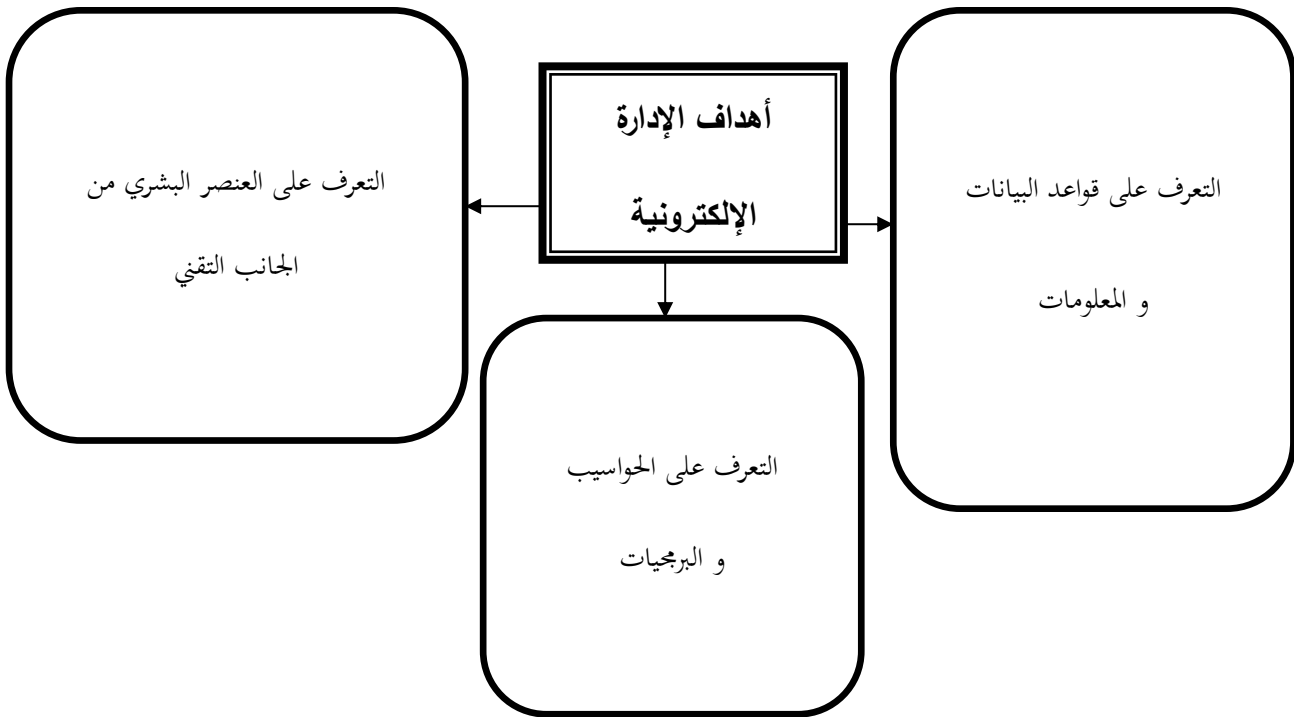 أهداف الإدارة
الإلكترونية
التعرف على قواعد البيانات
و المعلومات
التعرف على الحواسيب
و البرمجيات
التعرف على العنصر البشري من
الجانب التقني